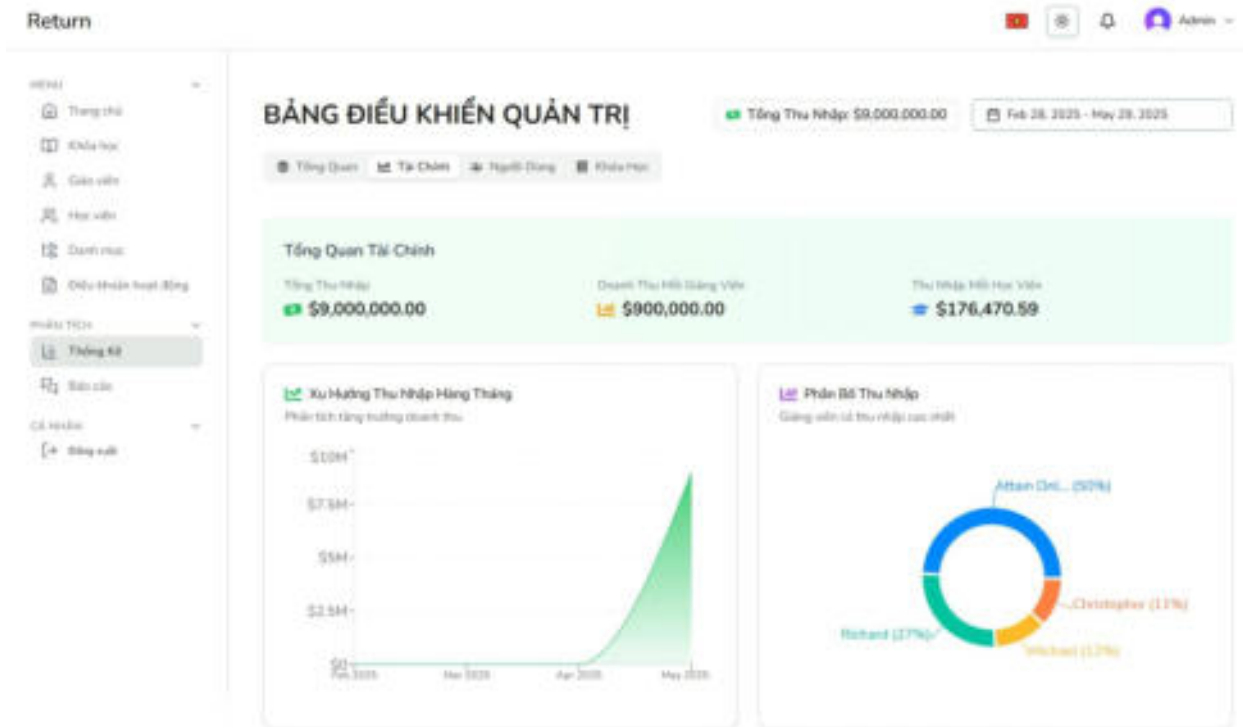 Return
Admin
MENU
Trang chủ
Khóa học
Giáo viên
Học viên
Danh mục
Điều khoản hoạt động
PHÂN TÍCH
Thống Kê
Báo cáo
CÁ NHÂN
Đăng xuất
BẢNG ĐIỀU KHIỂN QUẢN TRỊ
Tổng Thu Nhập: $9,000,000.00
Feb 28, 2025 - May 29, 2025
Tổng Quan
Tài Chính
Người Dùng
Khóa Học
Tổng Quan Tài Chính
Tổng Thu Nhập
$9,000,000.00
Doanh Thu Mỗi Giảng Viên
$900,000.00
Thu Nhập Mỗi Học Viên
$176,470.59
Xu Hướng Thu Nhập Hàng Tháng
Phân tích tăng trưởng doanh thu
$10M
$7.5M
$5M
$2.5M
$0
Feb 2025
Mar 2025
Apr 2025
May 2025
Phân Bổ Thu Nhập
Giảng viên có thu nhập cao nhất
Attain Onl... (50%)
Christopher (11%)
Michael (12%)
Richard (27%)